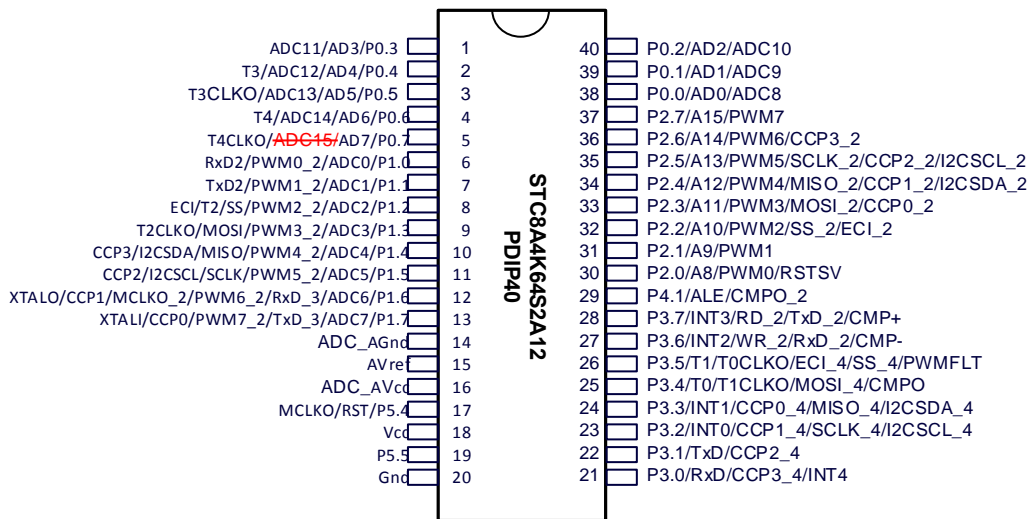 ADC11/AD3/P0.3 1 40 P0.2/AD2/ADC10
T3/ADC12/AD4/P0.4 2 39 P0.1/AD1/ADC9
T3CLKO/ADC13/AD5/P0.5 3 38 P0.0/AD0/ADC8
T4/ADC14/AD6/P0.6 4 37 P2.7/A15/PWM7
T4CLKO/ADC15/AD7/P0.7 5 36 P2.6/A14/PWM6/CCP3_2
RxD2/PWM0_2/ADC0/P1.0 6 35 P2.5/A13/PWM5/SCLK_2/CCP2_2/I2CSCL_2
TxD2/PWM1_2/ADC1/P1.1 7 34 P2.4/A12/PWM4/MISO_2/CCP1_2/I2CSDA_2
ECI/T2/SS/PWM2_2/ADC2/P1.2 8 33 P2.3/A11/PWM3/MOSI_2/CCP0_2
T2CLKO/MOSI/PWM3_2/ADC3/P1.3 9 32 P2.2/A10/PWM2/SS_2/ECI_2
CCP3/I2CSDA/MISO/PWM4_2/ADC4/P1.4 10 31 P2.1/A9/PWM1
CCP2/I2CSCL/SCLK/PWM5_2/ADC5/P1.5 11 30 P2.0/A8/PWM0/RSTSV
XTALO/CCP1/MCLKO_2/PWM6_2/RxD_3/ADC6/P1.6 12 29 P4.1/ALE/CMPO_2
XTALI/CCP0/PWM7_2/TxD_3/ADC7/P1.7 13 28 P3.7/INT3/RD_2/TxD_2/CMP+
ADC_AGnd 14 27 P3.6/INT2/WR_2/RxD_2/CMP-
AVref 15 26 P3.5/T1/T0CLKO/ECI_4/SS_4/PWMFLT
ADC_AVcc 16 25 P3.4/T0/T1CLKO/MOSI_4/CMPO
MCLKO/RST/P5.4 17 24 P3.3/INT1/CCP0_4/MISO_4/I2CSDA_4
Vcc 18 23 P3.2/INT0/CCP1_4/SCLK_4/I2CSCL_4
P5.5 19 22 P3.1/TxD/CCP2_4
Gnd 20 21 P3.0/RxD/CCP3_4/INT4
STC8A4K64S2A12
PDIP40